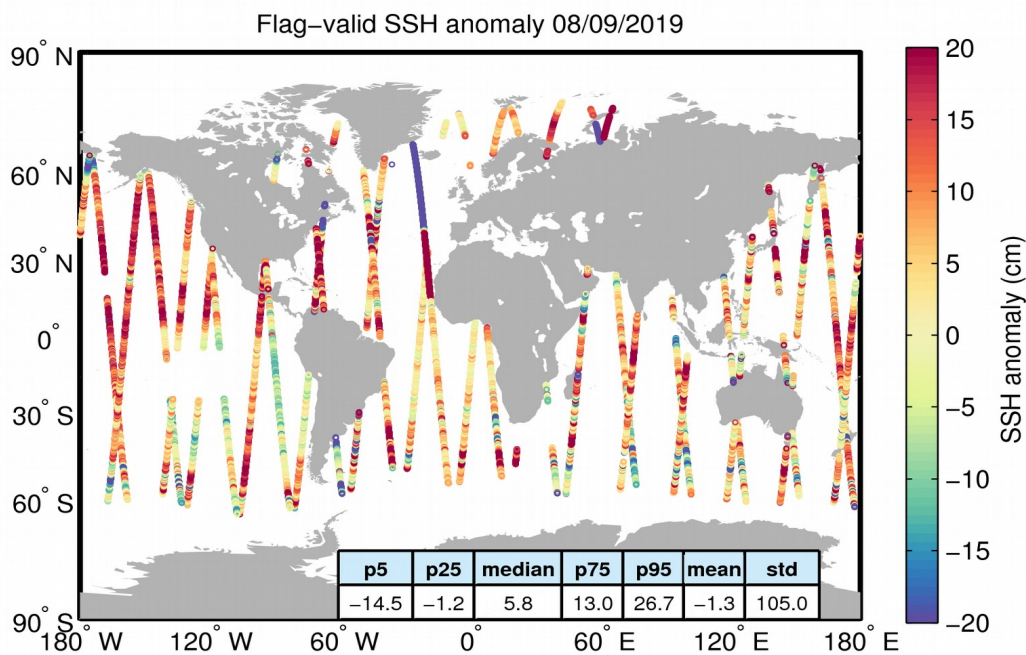 Flag−valid SSH anomaly 08/09/2019
90° N
60° N
30° N
0°
30° S
60° S
90° S
180° W
120° W
60° W
0°
60° E
120° E
180° E
20
15
10
5
0
−5
−10
−15
−20
SSH anomaly (cm)
p5 p25 median p75 p95 mean std
−14.5 −1.2 5.8 13.0 26.7 −1.3 105.0